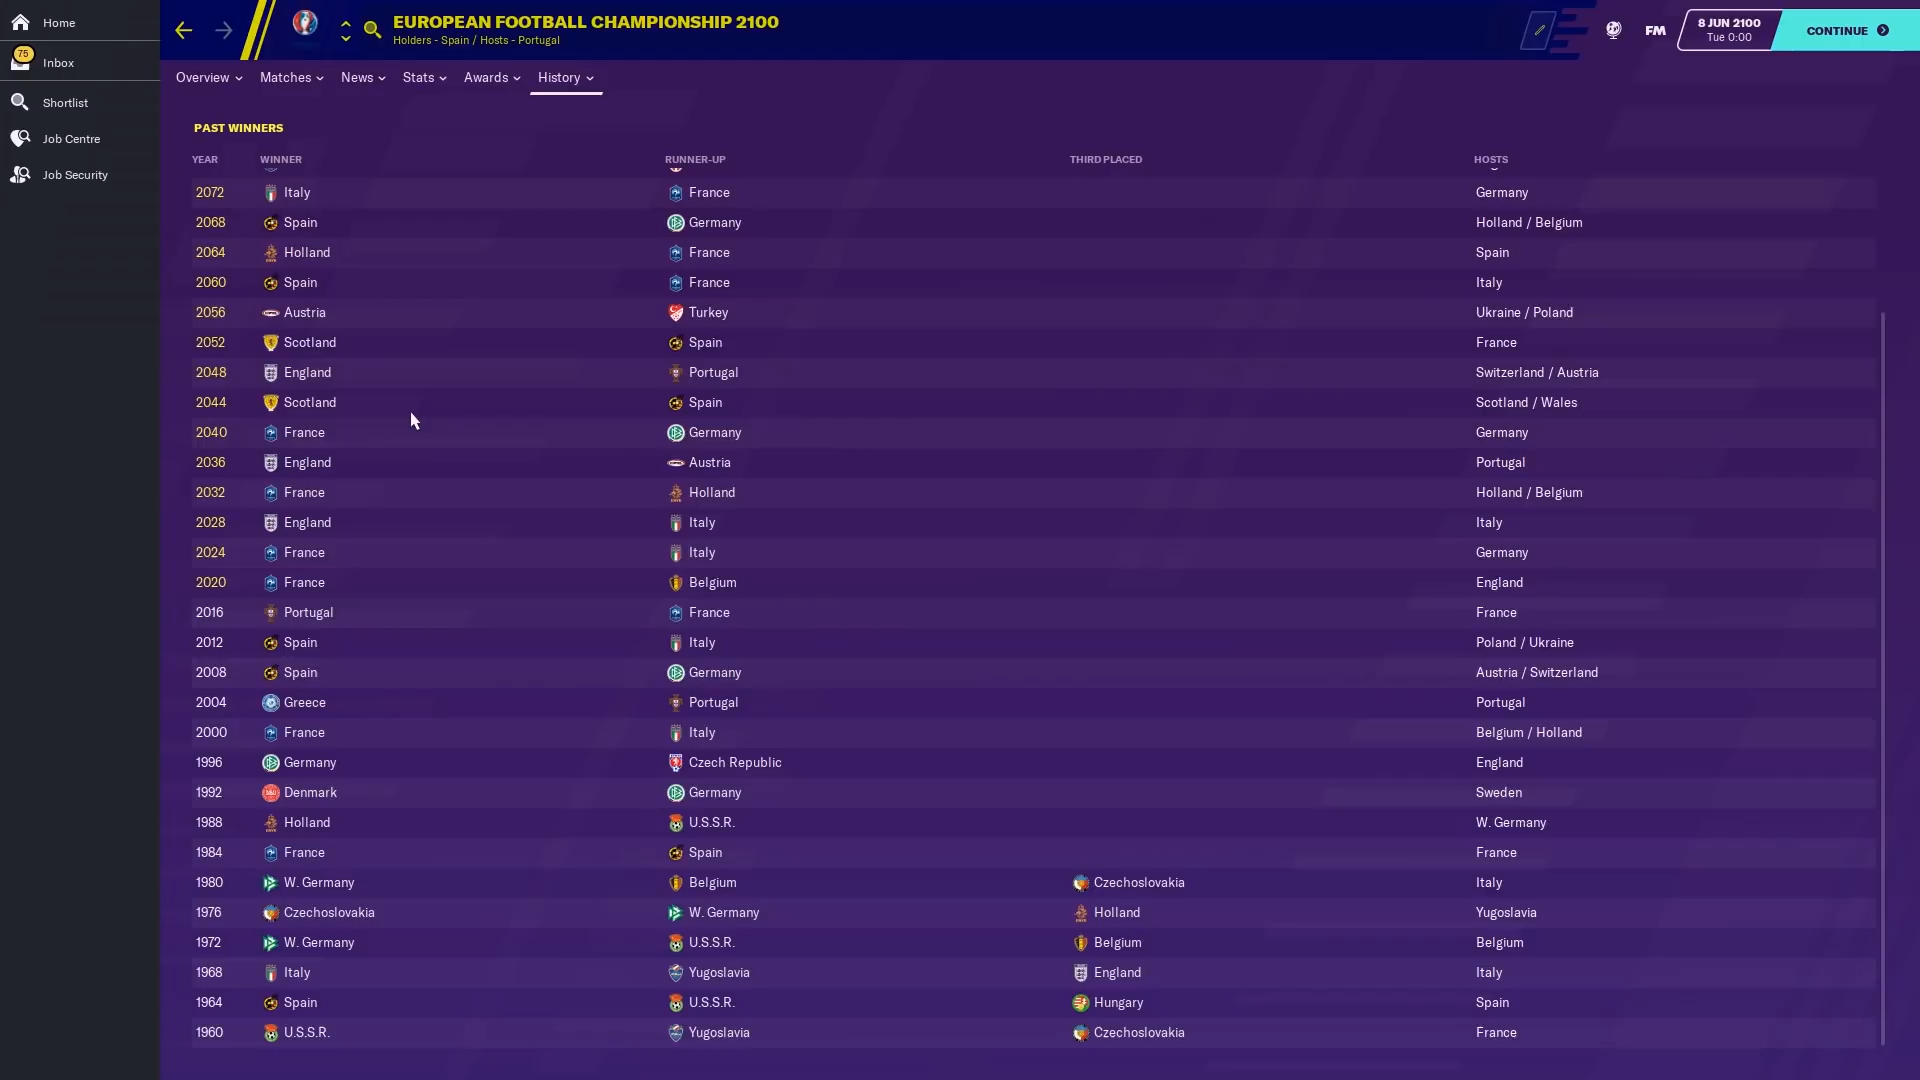 Home
75
Inbox
Shortlist
Job Centre
Job Security
EUROPEAN FOOTBALL CHAMPIONSHIP 2100
Holders - Spain / Hosts - Portugal
FM
8 JUN 2100
Tue 0:00
CONTINUE
Overview Matches News Stats Awards History
PAST WINNERS
YEAR WINNER RUNNER-UP THIRD PLACED HOSTS
2072 Italy France Germany
2068 Spain Germany Holland / Belgium
2064 Holland France Spain
2060 Spain France Italy
2056 Austria Turkey Ukraine / Poland
2052 Scotland Spain France
2048 England Portugal Switzerland / Austria
2044 Scotland Spain Scotland / Wales
2040 France Germany Germany
2036 England Austria Portugal
2032 France Holland Holland / Belgium
2028 England Italy Italy
2024 France Italy Germany
2020 France Belgium England
2016 Portugal France France
2012 Spain Italy Poland / Ukraine
2008 Spain Germany Austria / Switzerland
2004 Greece Portugal Portugal
2000 France Italy Belgium / Holland
1996 Germany Czech Republic England
1992 Denmark Germany Sweden
1988 Holland U.S.S.R. W. Germany
1984 France Spain France
1980 W. Germany Belgium Czechoslovakia Italy
1976 Czechoslovakia W. Germany Holland Yugoslavia
1972 W. Germany U.S.S.R. Belgium Belgium
1968 Italy Yugoslavia England Italy
1964 Spain U.S.S.R. Hungary Spain
1960 U.S.S.R. Yugoslavia Czechoslovakia France